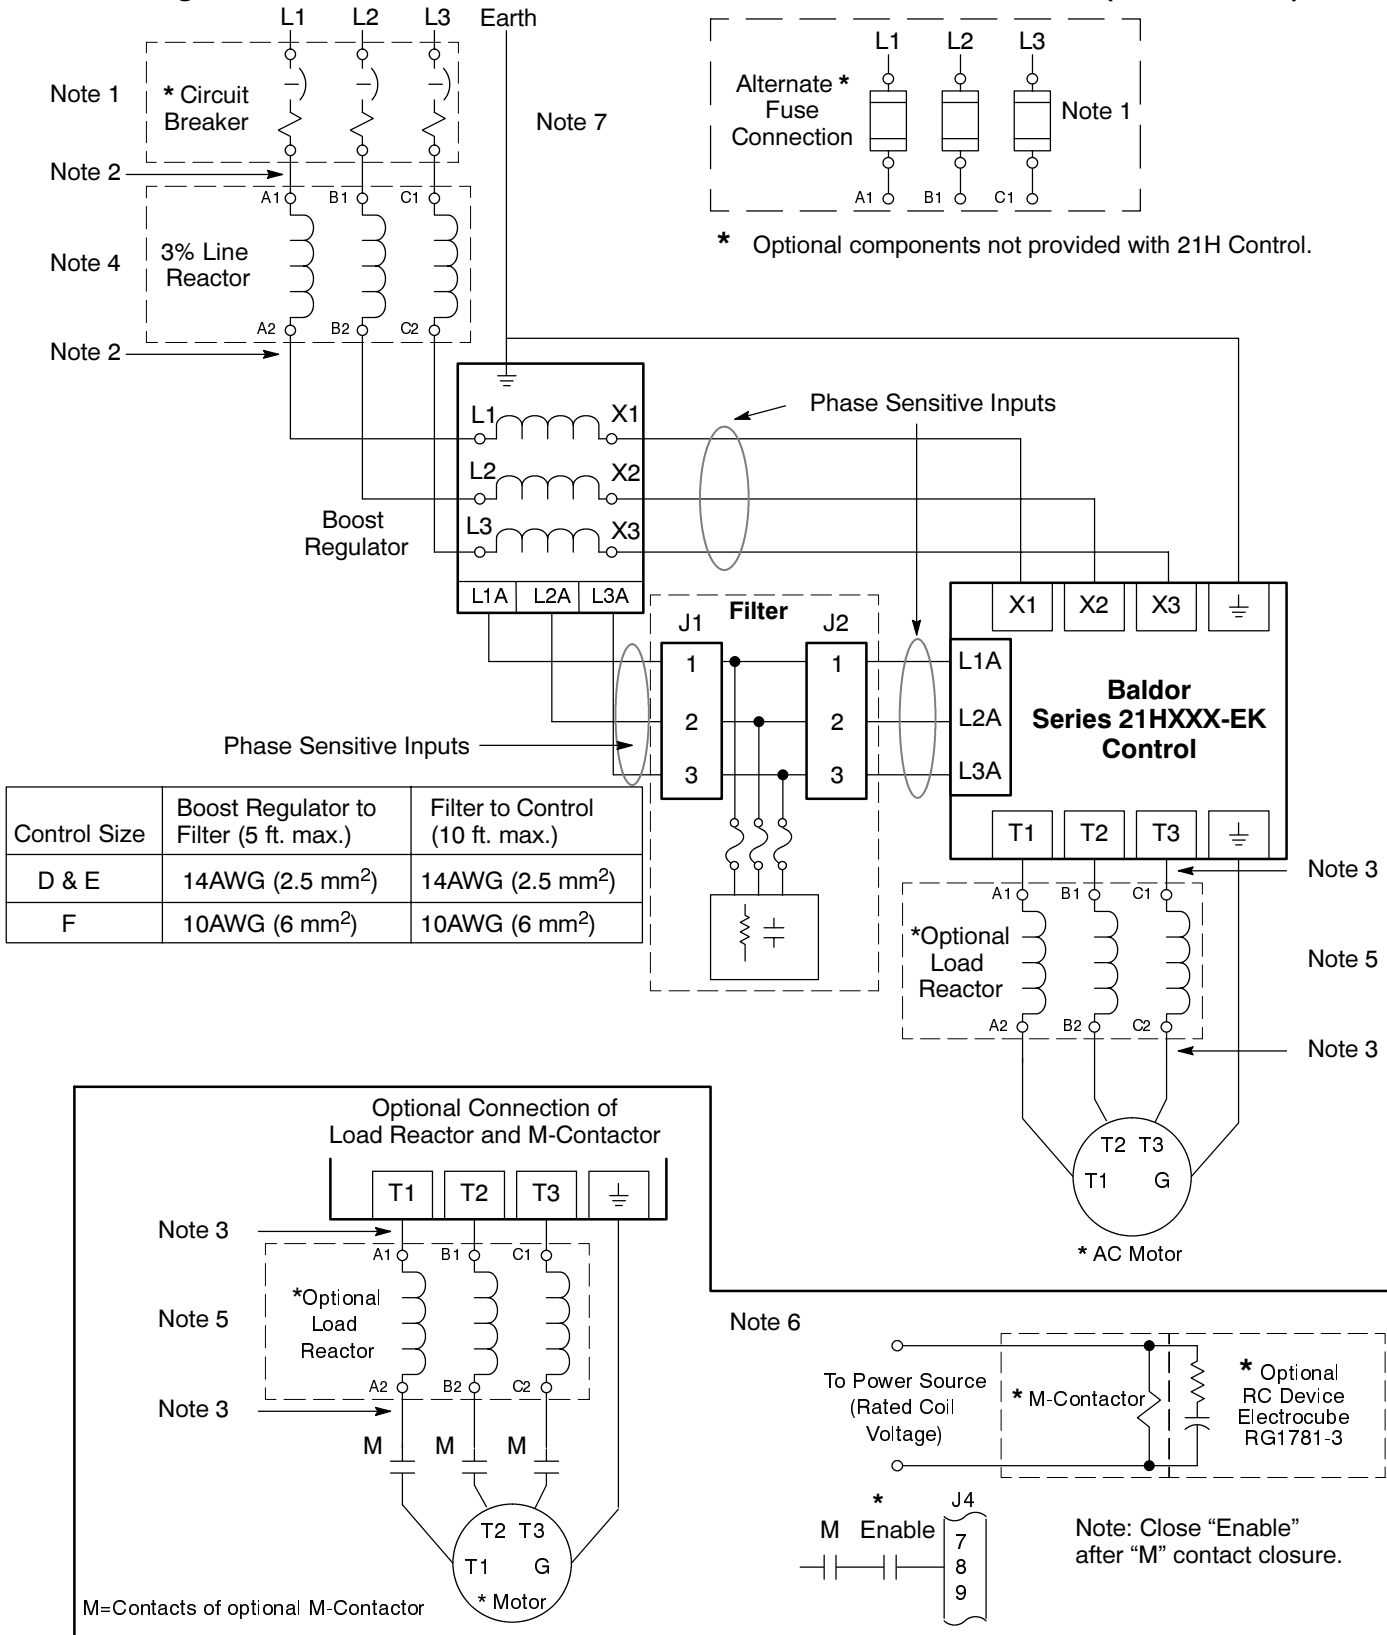 L1 L2 L3 Earth
Note 1
* Circuit
Breaker
Note 7
L1 L2 L3
Alternate *
Fuse
Connection
Note 1
A1 B1 C1
* Optional components not provided with 21H Control.
Note 2
A1 B1 C1
Note 4
3% Line
Reactor
A2 B2 C2
Note 2
Phase Sensitive Inputs
L1 X1
L2 X2
L3 X3
Boost
Regulator
L1A L2A L3A
Filter
J1 J2
1 1
2 2
3 3
Phase Sensitive Inputs
X1 X2 X3
L1A
L2A
L3A
Baldor
Series 21HXXX-EK
Control
T1 T2 T3
Control Size
Boost Regulator to
Filter (5 ft. max.)
Filter to Control
(10 ft. max.)
D & E 14AWG (2.5 mm2) 14AWG (2.5 mm2)
F 10AWG (6 mm2) 10AWG (6 mm2)
Note 3
A1 B1 C1
*Optional
Load
Reactor
Note 5
A2 B2 C2
Note 3
T2 T3
T1 G
* AC Motor
Optional Connection of
Load Reactor and M-Contactor
T1 T2 T3
Note 3
A1 B1 C1
*Optional
Load
Reactor
Note 5
A2 B2 C2
Note 3
M M M
T2 T3
T1 G
* Motor
M=Contacts of optional M-Contactor
Note 6
To Power Source
(Rated Coil
Voltage)
* M-Contactor
* Optional
RC Device
Electrocube
RG1781-3
*
M Enable
J4
7
8
9
Note: Close “Enable”
after “M” contact closure.